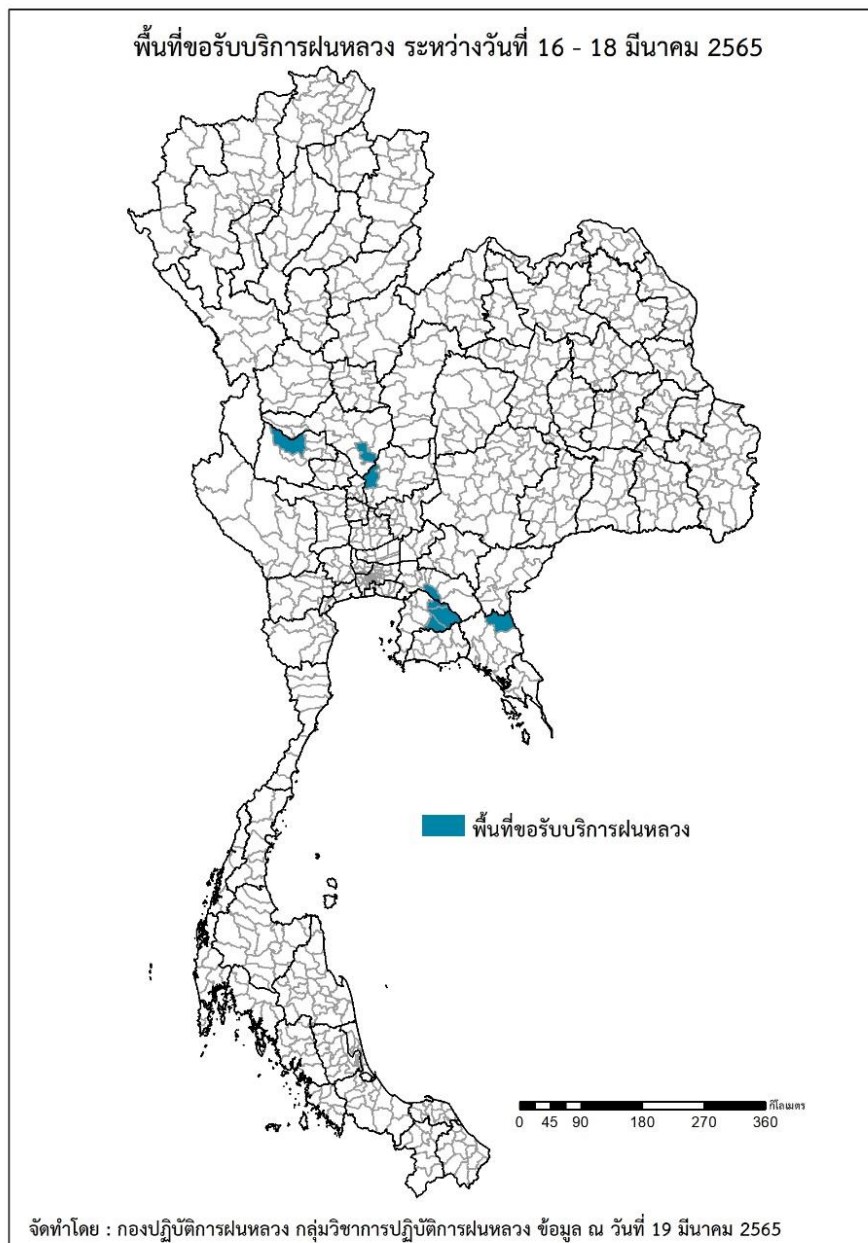 พื้นที่ขอรับบริการฝนหลวง ระหว่างวันที่ 16 - 18 มีนาคม 2565
พื้นที่ขอรับบริการฝนหลวง
กิโลเมตร
0 45 90 180 270 360
จัดทำโดย : กองปฏิบัติการฝนหลวง กลุ่มวิชาการปฏิบัติการฝนหลวง ข้อมูล ณ วันที่ 19 มีนาคม 2565